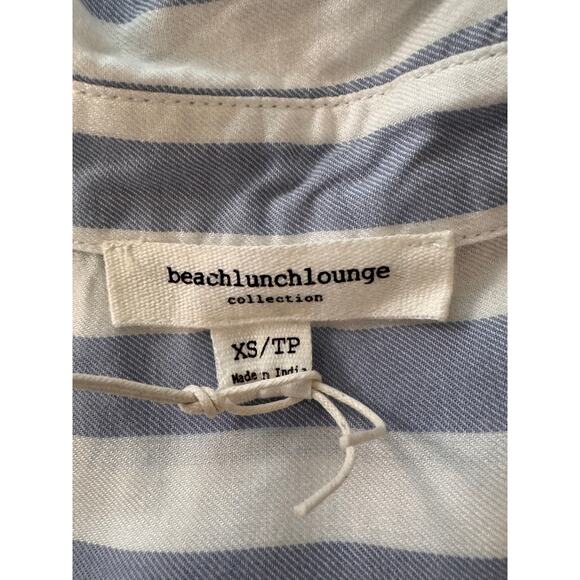 beachlunchlounge
collection
XS/TP
Made in India